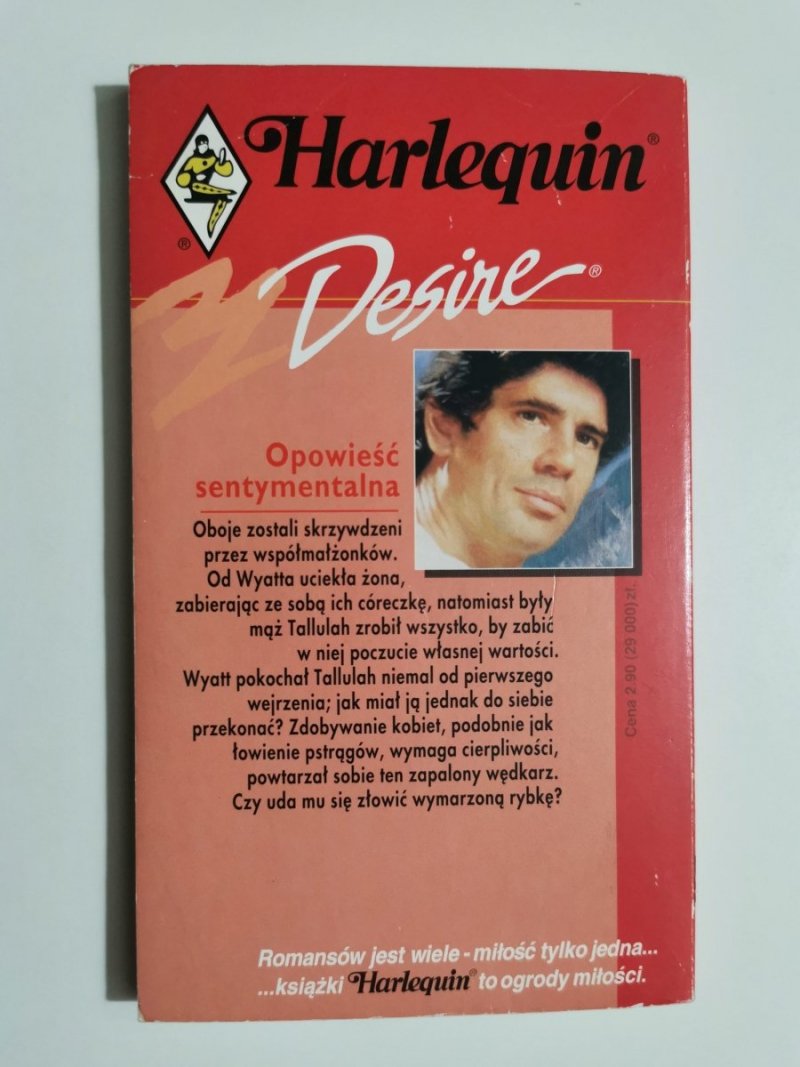 Harlequin®
®
Desire®
Opowieść
sentymentalna
Oboje zostali skrzywdzeni
przez współmałżonków.
Od Wyatta uciekła żona,
zabierając ze sobą ich córeczkę, natomiast były
mąż Tallulah zrobił wszystko, by zabić
w niej poczucie własnej wartości.
Wyatt pokochał Tallulah niemal od pierwszego
wejrzenia; jak miał ją jednak do siebie
przekonać? Zdobywanie kobiet, podobnie jak
łowienie pstrągów, wymaga cierpliwości,
powtarzał sobie ten zapalony wędkarz.
Czy uda mu się złowić wymarzoną rybkę?
Cena 2.90 (29 000) zł.
Romansów jest wiele - miłość tylko jedna...
...książki Harlequin® to ogrody miłości.